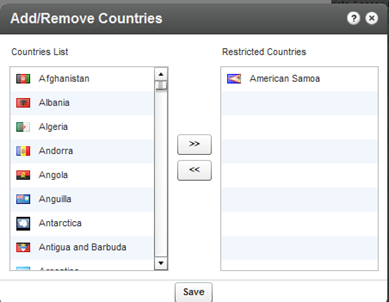 Add/Remove Countries
?
Countries List
Restricted Countries
Afghanistan
Albania
Algeria
Andorra
Angola
Anguilla
Antarctica
Antigua and Barbuda
American Samoa
>>
<<
Save